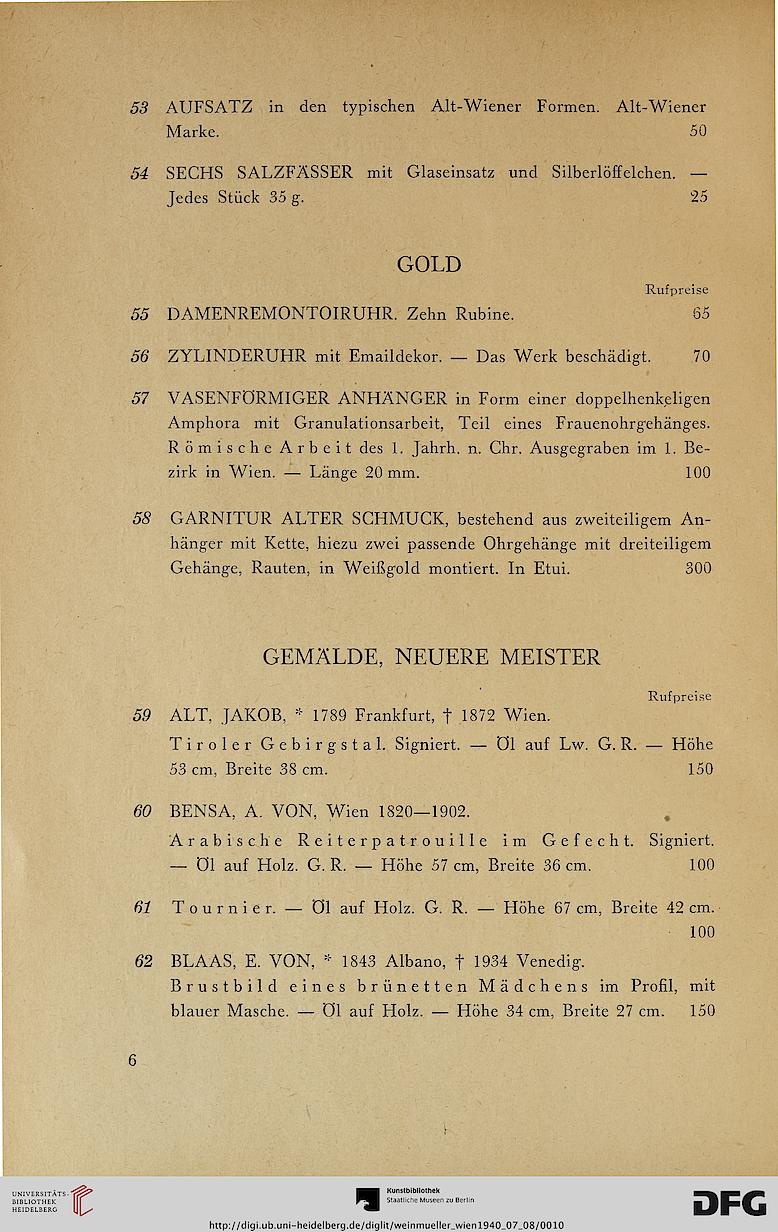 53 AUFSATZ in den typischen Alt-Wiener Formen. Alt-Wiener
Marke. 50
54 SECHS SALZFÄSSER mit Glaseinsatz und Silberlöffelchen. —
Jedes Stück 35 g. 25
GOLD
Rufpreise
55 DAMENREMONTOIRUHR. Zehn Rubine. 65
56 ZYLINDERUHR mit Emaildekor. — Das Werk beschädigt. 70
57 VASENFÖRMIGER ANHÄNGER in Form einer doppelhenkeligen
Amphora mit Granulationsarbeit, Teil eines Frauenohrgehänges.
Römische Arbeit des 1. Jahrh. n. Chr. Ausgegraben im 1. Be-
zirk in Wien. — Länge 20 mm. 100
58 GARNITUR ALTER SCHMUCK, bestehend aus zweiteiligem An-
hänger mit Kette, hiezu zwei passende Ohrgehänge mit dreiteiligem
Gehänge, Rauten, in Weißgold montiert. In Etui. 300
GEMÄLDE, NEUERE MEISTER
Rufpreise
59 ALT, JAKOB, * 1789 Frankfurt, † 1872 Wien.
Tiroler Gebirgstal. Signiert. — Öl auf Lw. G. R. — Höhe
53 cm, Breite 38 cm. 150
60 BENSA, A. VON, Wien 1820—1902.
Arabische Reiterpatrouille im Gefecht. Signiert.
— Öl auf Holz. G. R. — Höhe 57 cm, Breite 36 cm. 100
61 Tournier. — Öl auf Holz. G. R. — Höhe 67 cm, Breite 42 cm.
100
62 BLAAS, E. VON, * 1843 Albano, † 1934 Venedig.
Brustbild eines brünetten Mädchens im Profil, mit
blauer Masche. — Öl auf Holz. — Höhe 34 cm, Breite 27 cm. 150
6
UNIVERSITÄTS-
BIBLIOTHEK
HEIDELBERG
Kunstbibliothek
Staatliche Museen zu Berlin
DFG
http://digi.ub.uni-heidelberg.de/diglit/weinmueller_wien1940_07_08/0010